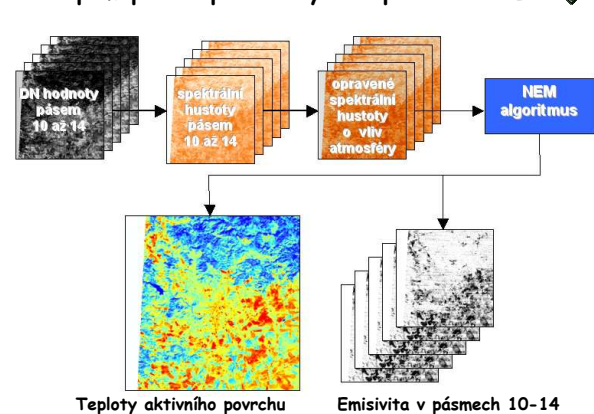 DN hodnoty
pásem
10 až 14
spektrální
hustoty
pásem
10 až 14
opravené
spektrální
hustoty
o vliv
atmosféry
NEM
algoritmus
Teploty aktivního povrchu
Emisivita v pásmech 10-14